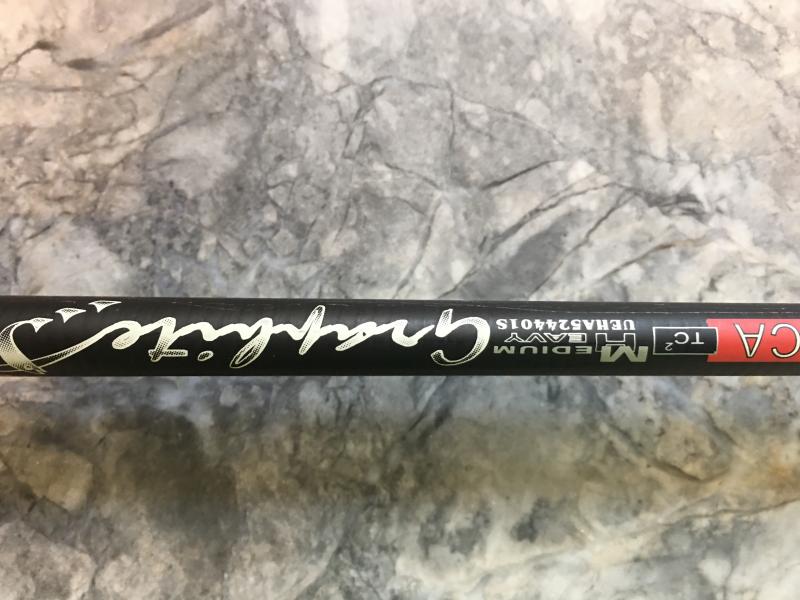 CA
TC²
MEDIUM
HEAVY
UEHA524401S
Graphite